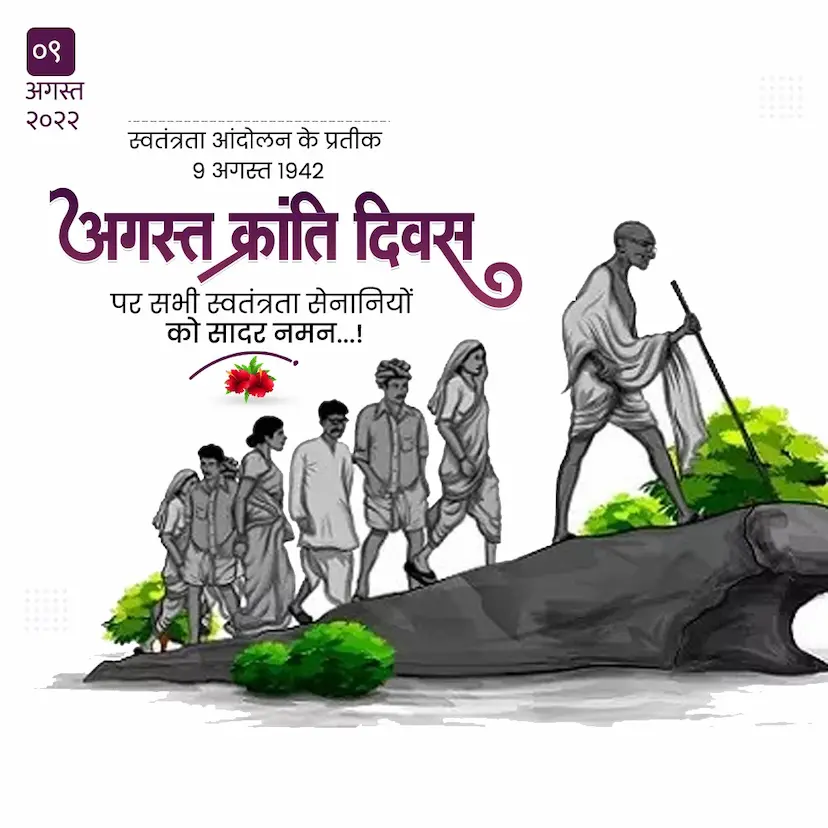 ०९
अगस्त
२०२२
स्वतंत्रता आंदोलन के प्रतीक
9 अगस्त 1942
अगस्त क्रांति दिवस
पर सभी स्वतंत्रता सेनानियों
को सादर नमन...!